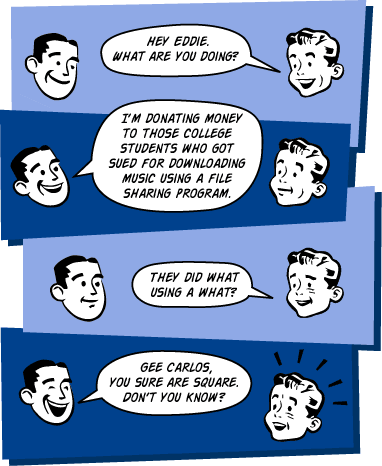 HEY EDDIE.
WHAT ARE YOU DOING?
I'M DONATING MONEY
TO THOSE COLLEGE
STUDENTS WHO GOT
SUED FOR DOWNLOADING
MUSIC USING A FILE
SHARING PROGRAM.
THEY DID WHAT
USING A WHAT?
GEE CARLOS,
YOU SURE ARE SQUARE.
DON'T YOU KNOW?